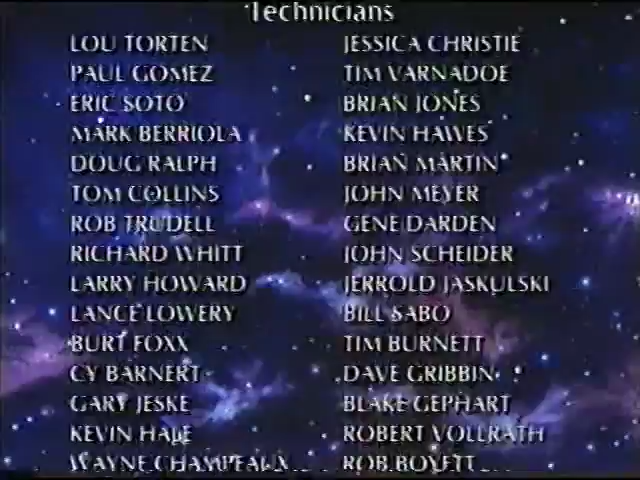 Technicians
LOU TORTEN JESSICA CHRISTIE
PAUL GOMEZ TIM VARNADOE
ERIC SOTO BRIAN JONES
MARK BERRIOLA KEVIN HAWES
DOUG RALPH BRIAN MARTIN
TOM COLLINS JOHN MEYER
ROB TRUDELL GENE DARDEN
RICHARD WHITT JOHN SCHEIDER
LARRY HOWARD JERROLD JASKULSKI
LANCE LOWERY BILL SABO
BURT FOXX TIM BURNETT
CY BARNERT DAVE GRIBBIN
GARY JESKE BLAKE GEPHART
KEVIN HALE ROBERT VOLLRATH
WAYNE CHAMPEAUX ROB BOYETT